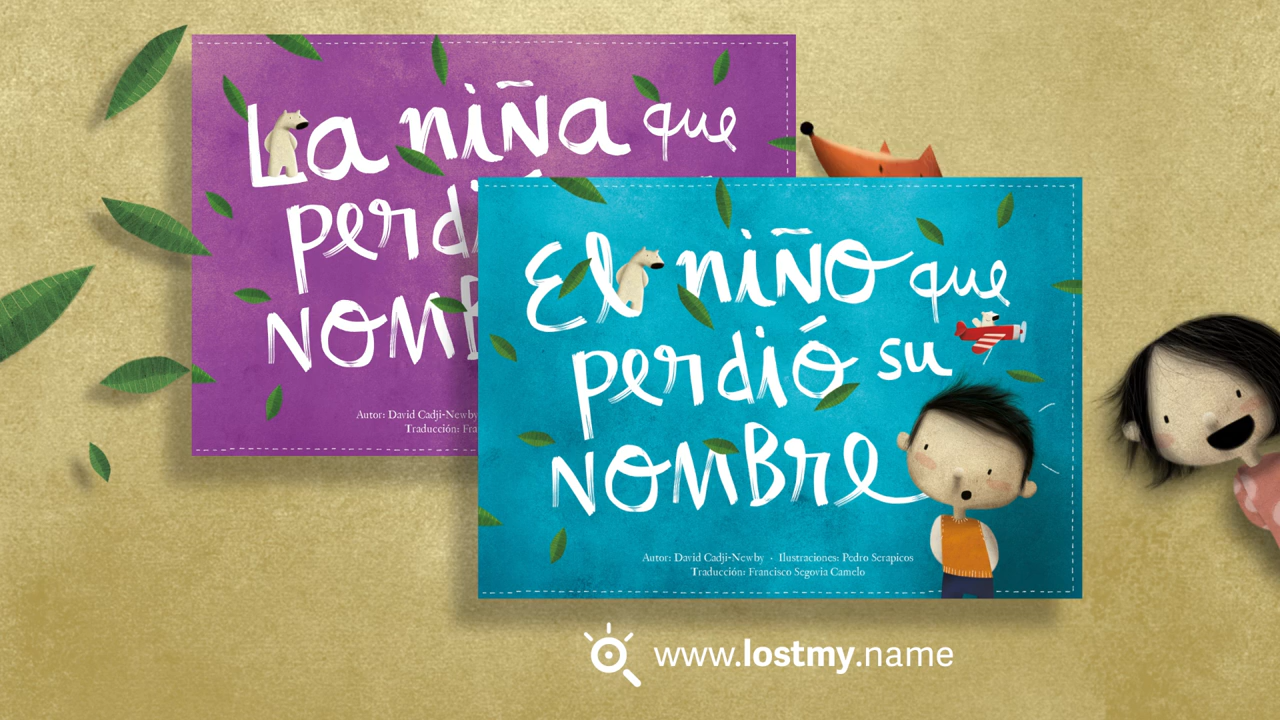 La niña que
perdi
NOMB
Autor: David Cadji-Newby
Traducción: Fra
El niño que
perdió su
NOMBre
Autor: David Cadji-Newby · Ilustraciones: Pedro Serapicos
Traducción: Francisco Segovia Camelo
www.lostmy.name